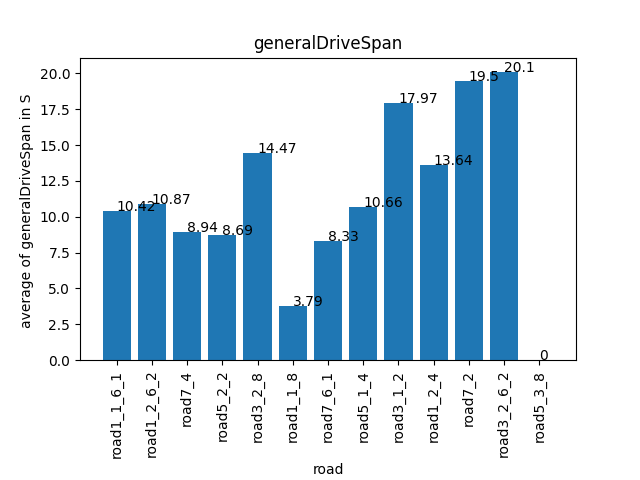 generalDriveSpan
average of generalDriveSpan in S
20.0
17.5
15.0
12.5
10.0
7.5
5.0
2.5
0.0
10.42
10.87
8.94
8.69
14.47
3.79
8.33
10.66
17.97
13.64
19.5
20.1
0
road1_1_6_1
road1_2_6_2
road7_4
road5_2_2
road3_2_8
road1_1_8
road7_6_1
road5_1_4
road3_1_2
road1_2_4
road7_2
road3_2_6_2
road5_3_8
road